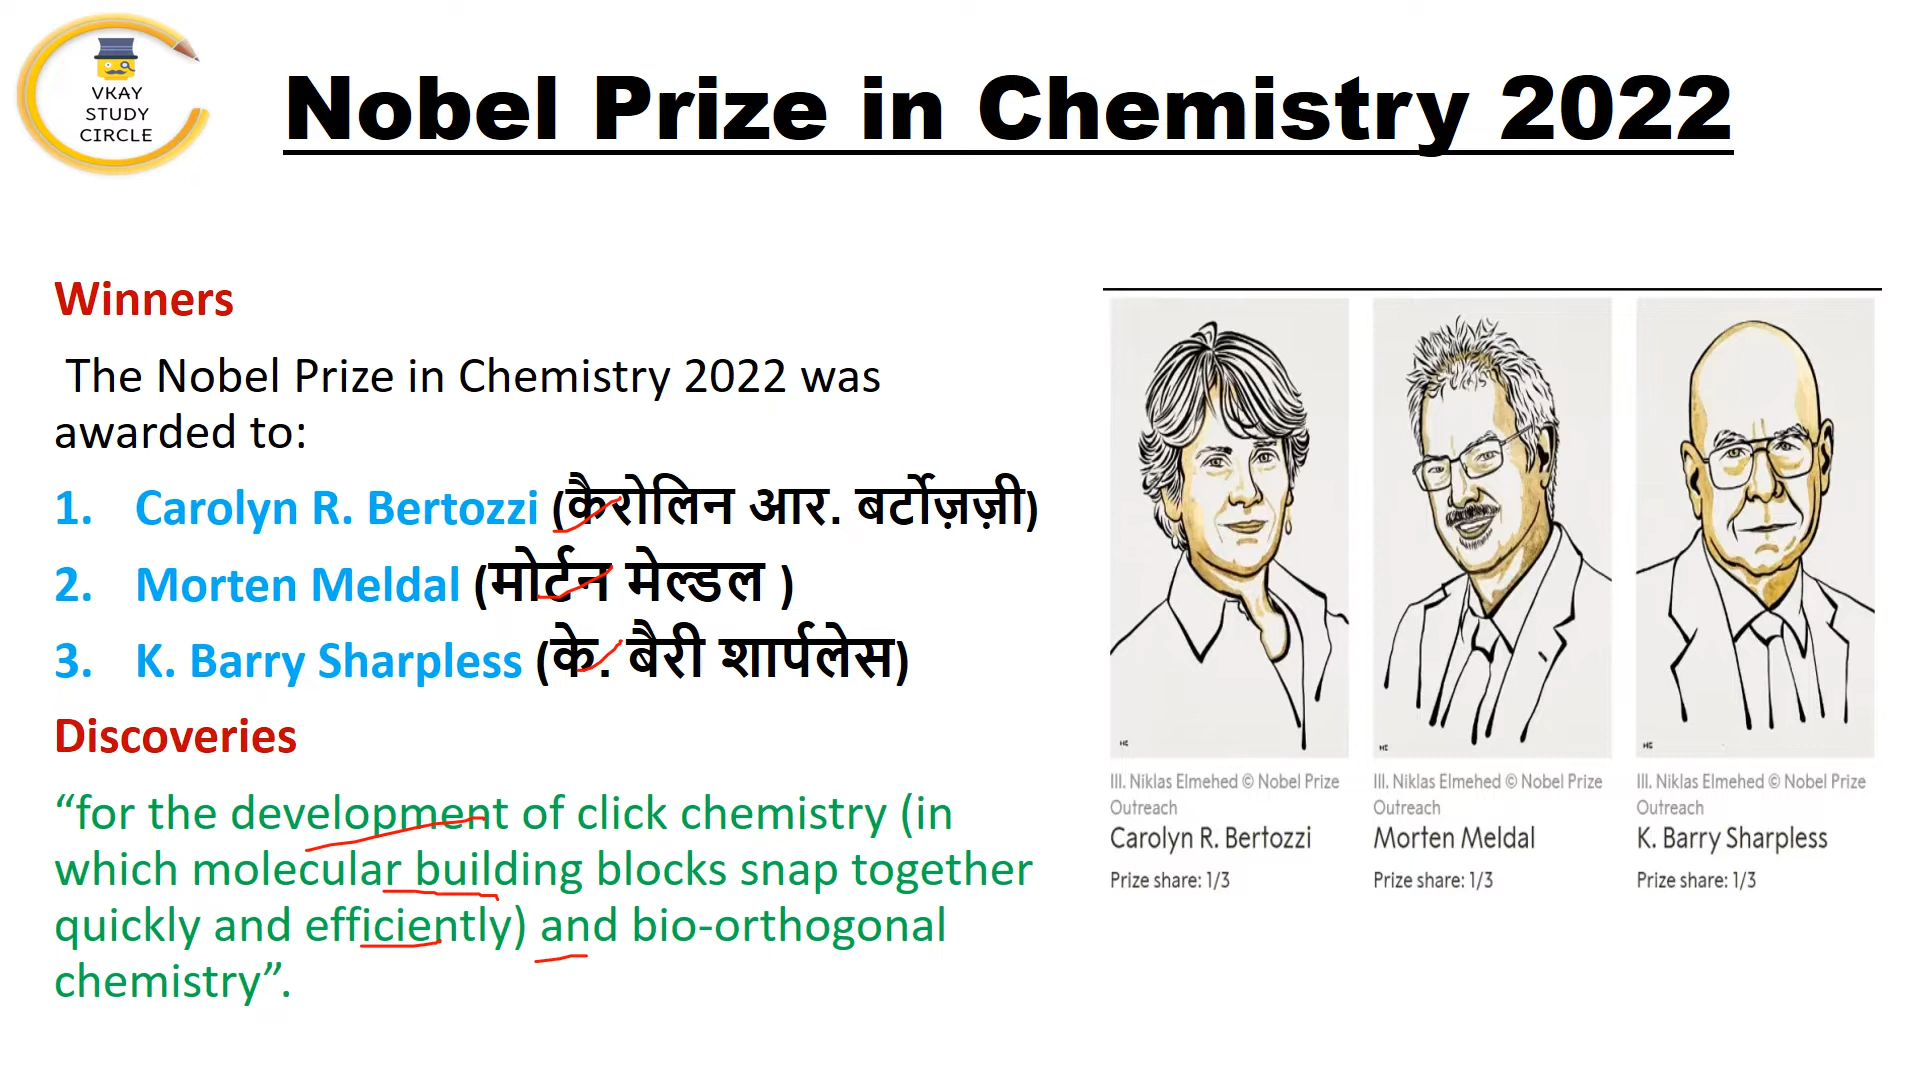 VKAY
STUDY
CIRCLE
Nobel Prize in Chemistry 2022
Winners
The Nobel Prize in Chemistry 2022 was
awarded to:
1. Carolyn R. Bertozzi (कैरोलिन आर. बर्टोज़ज़ी)
2. Morten Meldal (मोर्टन मेल्डल )
3. K. Barry Sharpless (के. बैरी शार्पलेस)
Discoveries
“for the development of click chemistry (in
which molecular building blocks snap together
quickly and efficiently) and bio-orthogonal
chemistry”.
III. Niklas Elmehed © Nobel Prize
Outreach
Carolyn R. Bertozzi
Prize share: 1/3
III. Niklas Elmehed © Nobel Prize
Outreach
Morten Meldal
Prize share: 1/3
III. Niklas Elmehed © Nobel Prize
Outreach
K. Barry Sharpless
Prize share: 1/3